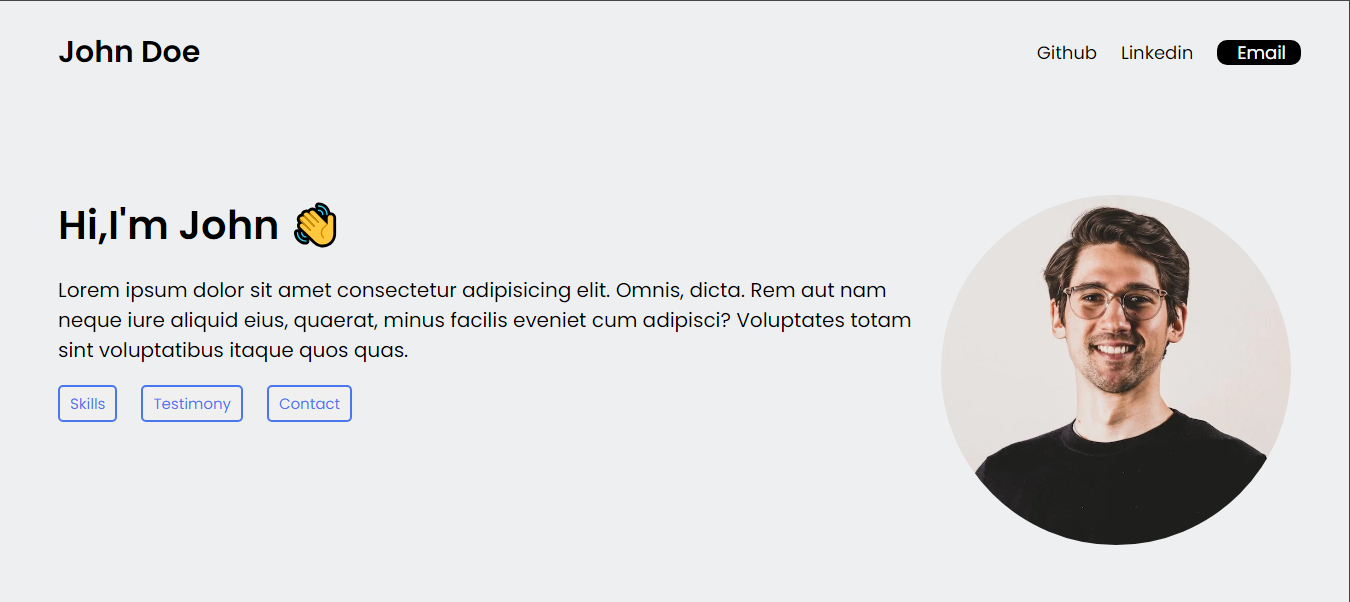 John Doe
Github Linkedin Email
Hi,I'm John 👋
Lorem ipsum dolor sit amet consectetur adipisicing elit. Omnis, dicta. Rem aut nam
neque iure aliquid eius, quaerat, minus facilis eveniet cum adipisci? Voluptates totam
sint voluptatibus itaque quos quas.
Skills Testimony Contact